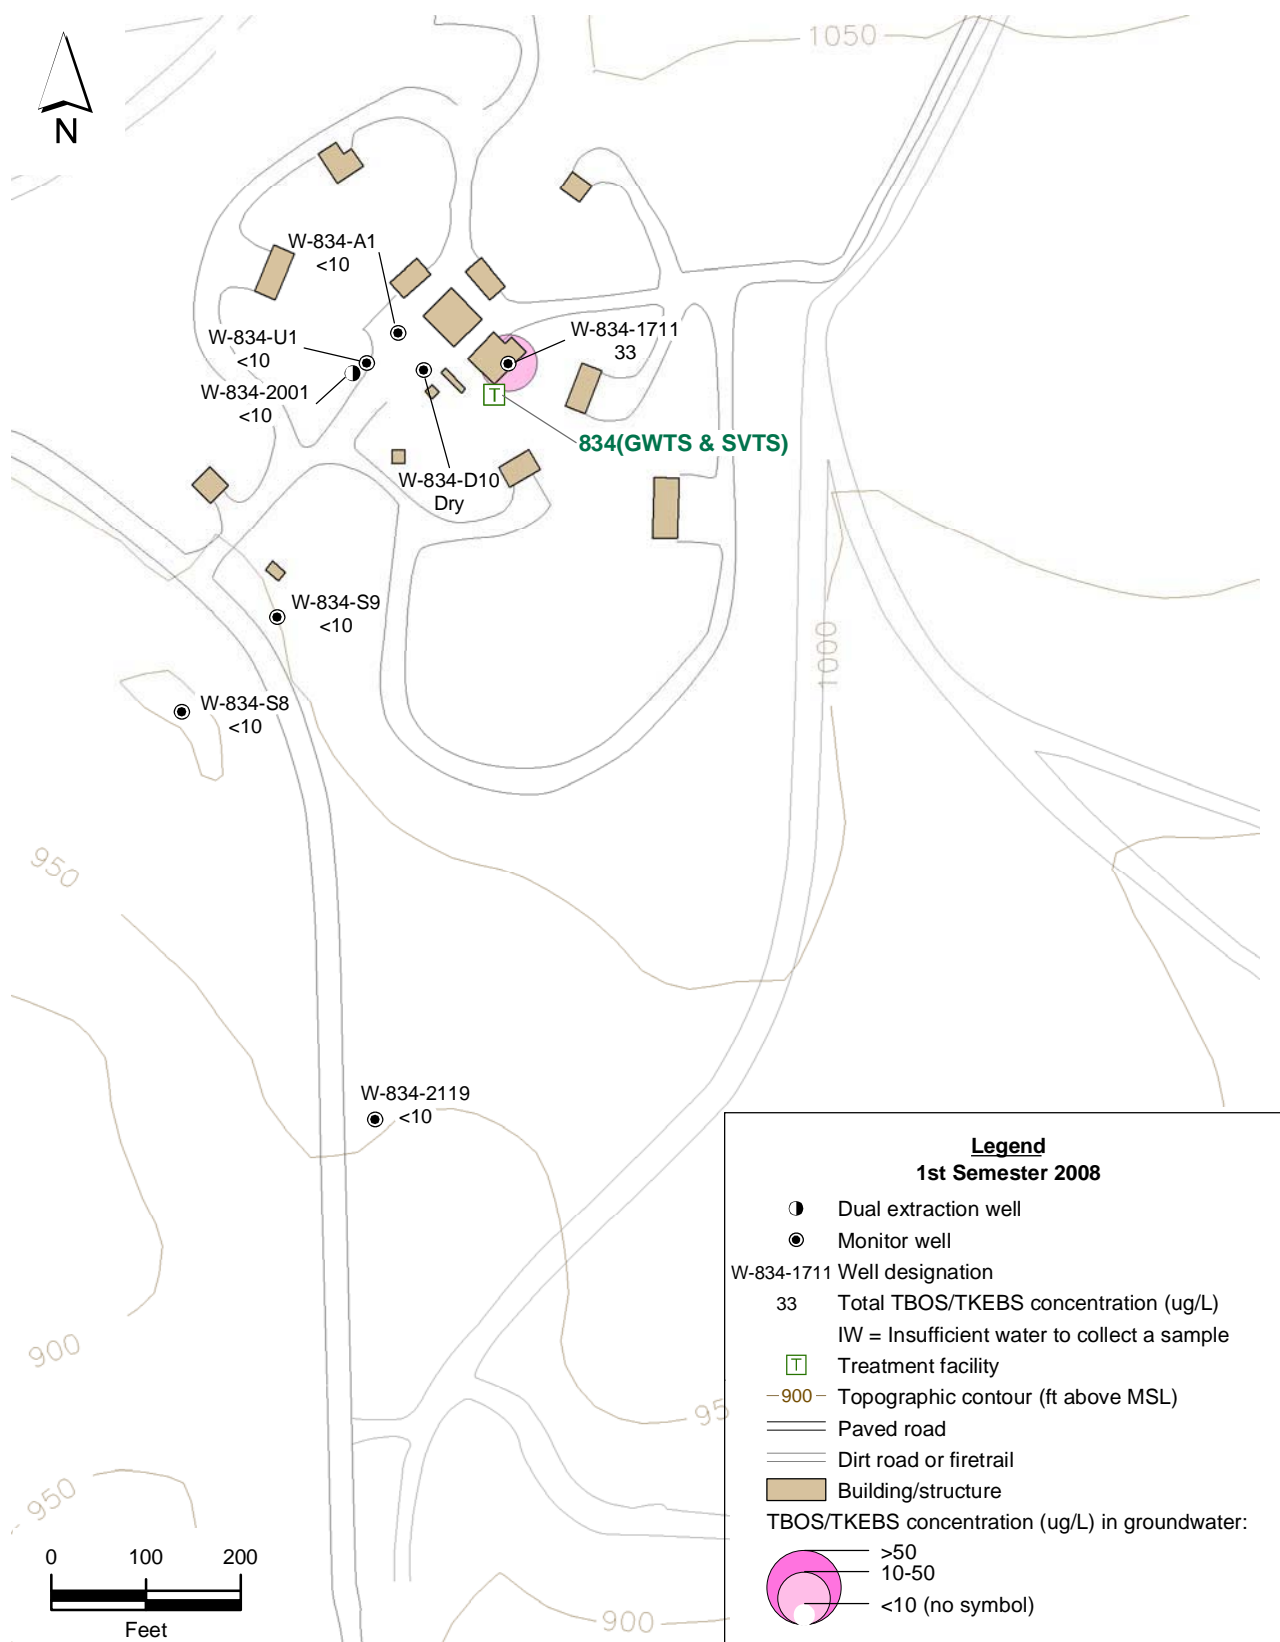 1050
N
W-834-A1
<10
W-834-U1
<10
W-834-2001
<10
W-834-1711
33
T
834(GWTS & SVTS)
W-834-D10
Dry
W-834-S9
<10
1000
W-834-S8
<10
950
W-834-2119
<10
900
95
950
900
0 100 200
Feet
Legend
1st Semester 2008
Dual extraction well
Monitor well
W-834-1711 Well designation
33 Total TBOS/TKEBS concentration (ug/L)
IW = Insufficient water to collect a sample
T Treatment facility
900 Topographic contour (ft above MSL)
Paved road
Dirt road or firetrail
Building/structure
TBOS/TKEBS concentration (ug/L) in groundwater:
>50
10-50
<10 (no symbol)